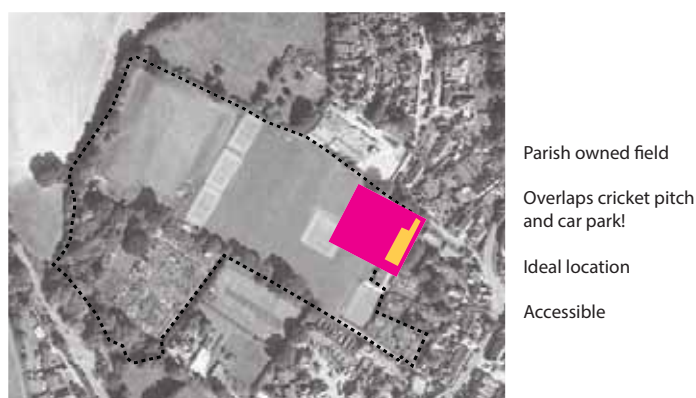 Parish owned field
Overlaps cricket pitch
and car park!
Ideal location
Accessible